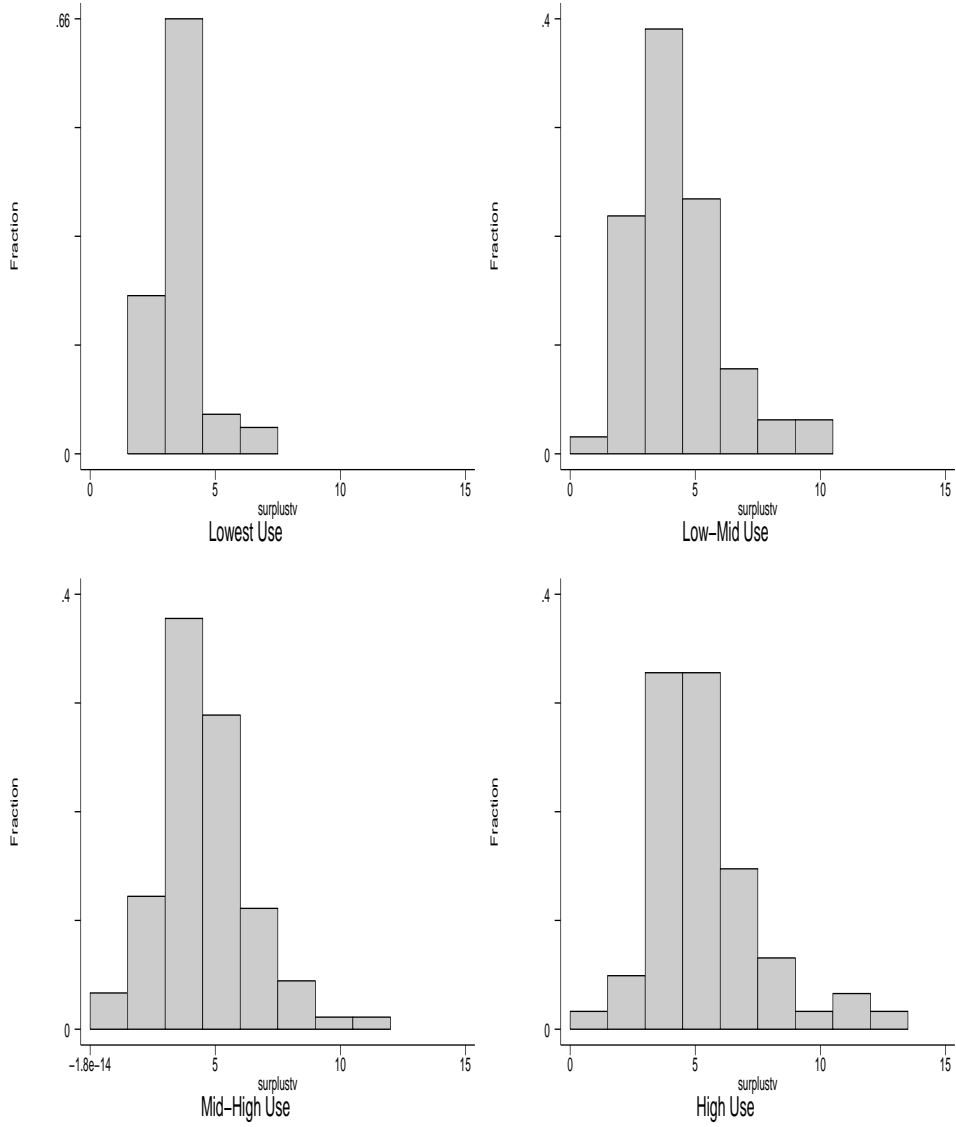 .66
Fraction
0
0 5 10 15
surplustv
Lowest Use
.4
Fraction
0
0 5 10 15
surplustv
Low−Mid Use
.4
Fraction
0
−1.8e−14 5 10 15
surplustv
Mid−High Use
.4
Fraction
0
0 5 10 15
surplustv
High Use